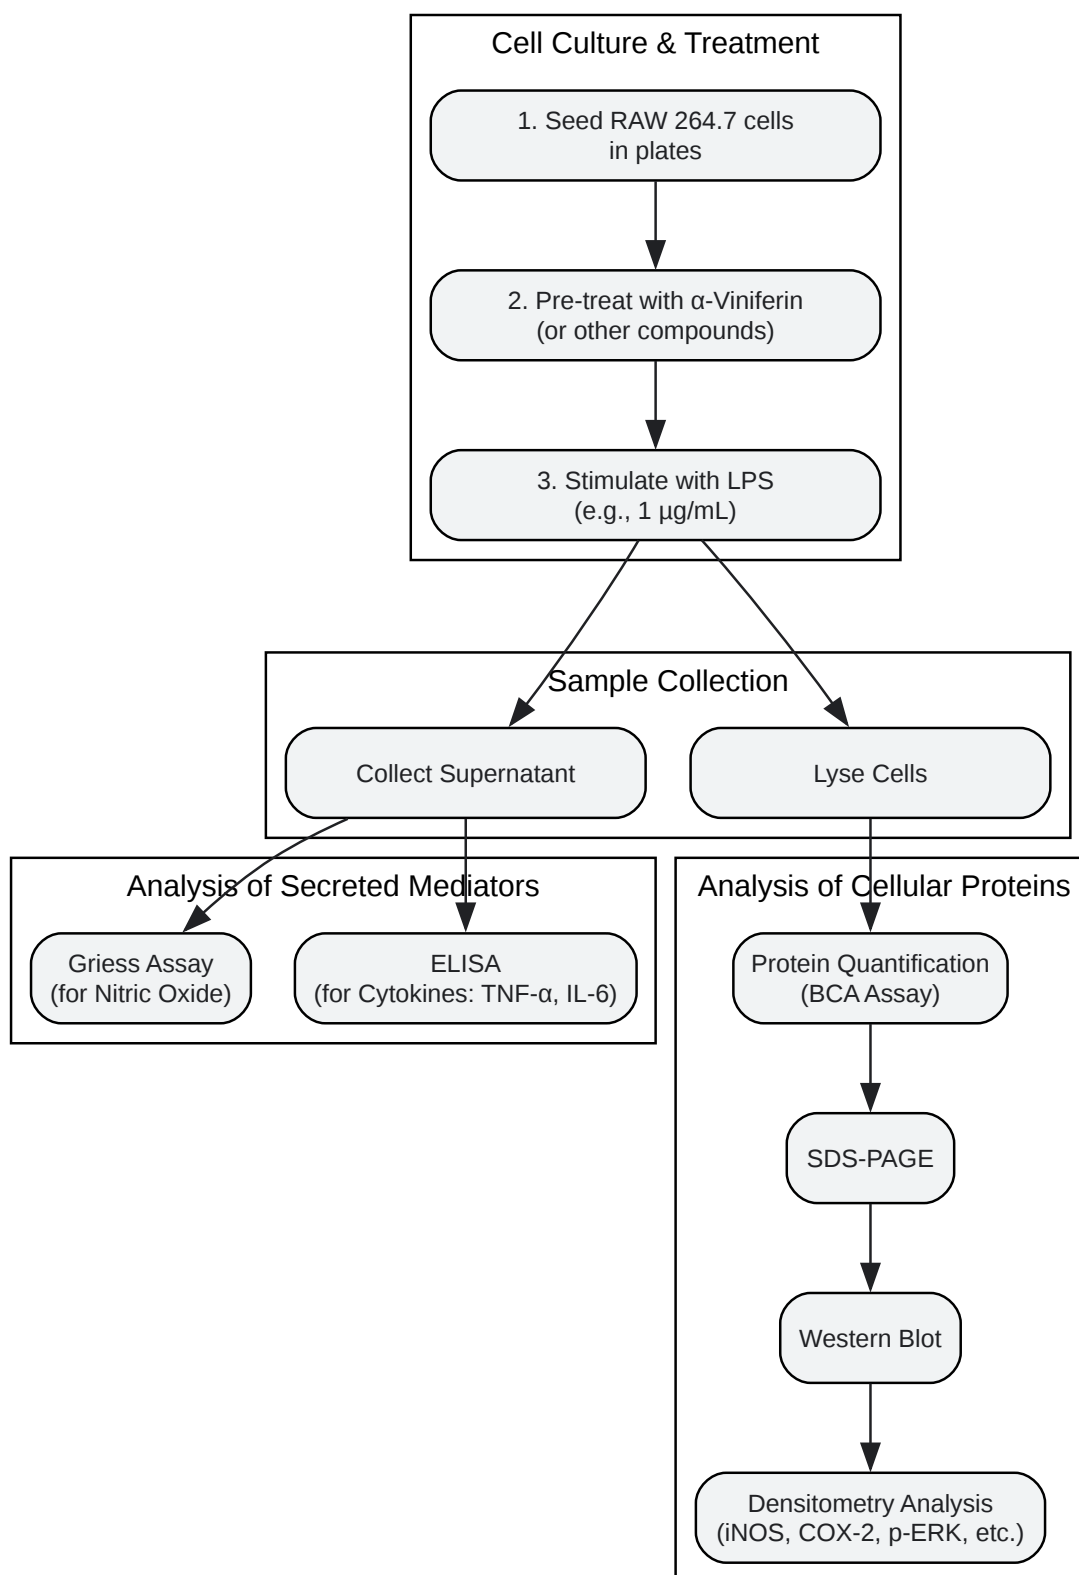 Cell Culture & Treatment
1. Seed RAW 264.7 cells
in plates
2. Pre-treat with α-Viniferin
(or other compounds)
3. Stimulate with LPS
(e.g., 1 µg/mL)
Sample Collection
Collect Supernatant
Lyse Cells
Analysis of Secreted Mediators
Griess Assay
(for Nitric Oxide)
ELISA
(for Cytokines: TNF-α, IL-6)
Analysis of Cellular Proteins
Protein Quantification
(BCA Assay)
SDS-PAGE
Western Blot
Densitometry Analysis
(iNOS, COX-2, p-ERK, etc.)